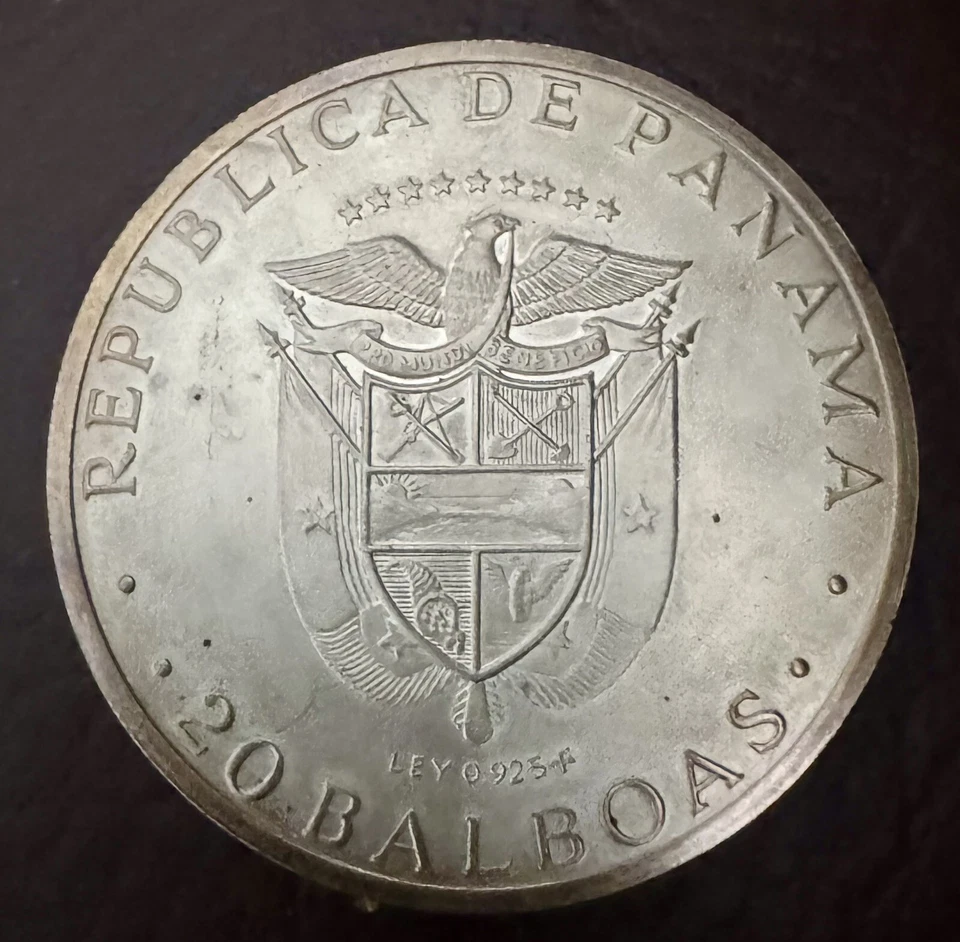 REPUBLICA DE PANAMA
PRO MUNDI BENEFICIO
LEY 0 925
20 BALBOAS